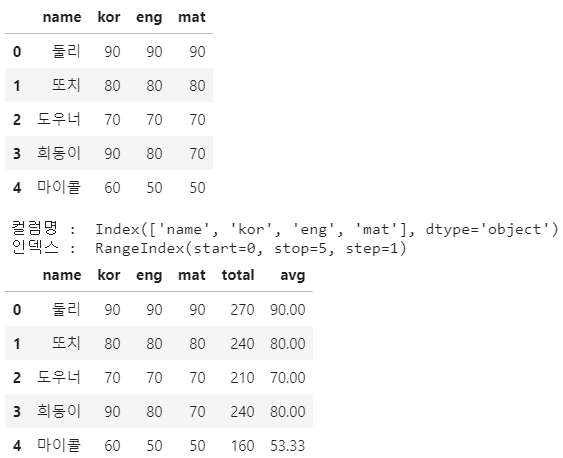 name kor eng mat
0 둘리 90 90 90
1 또치 80 80 80
2 도우너 70 70 70
3 희동이 90 80 70
4 마이콜 60 50 50
컬럼명 :  Index(['name', 'kor', 'eng', 'mat'], dtype='object')
인덱스 :  RangeIndex(start=0, stop=5, step=1)
name kor eng mat total avg
0 둘리 90 90 90 270 90.00
1 또치 80 80 80 240 80.00
2 도우너 70 70 70 210 70.00
3 희동이 90 80 70 240 80.00
4 마이콜 60 50 50 160 53.33